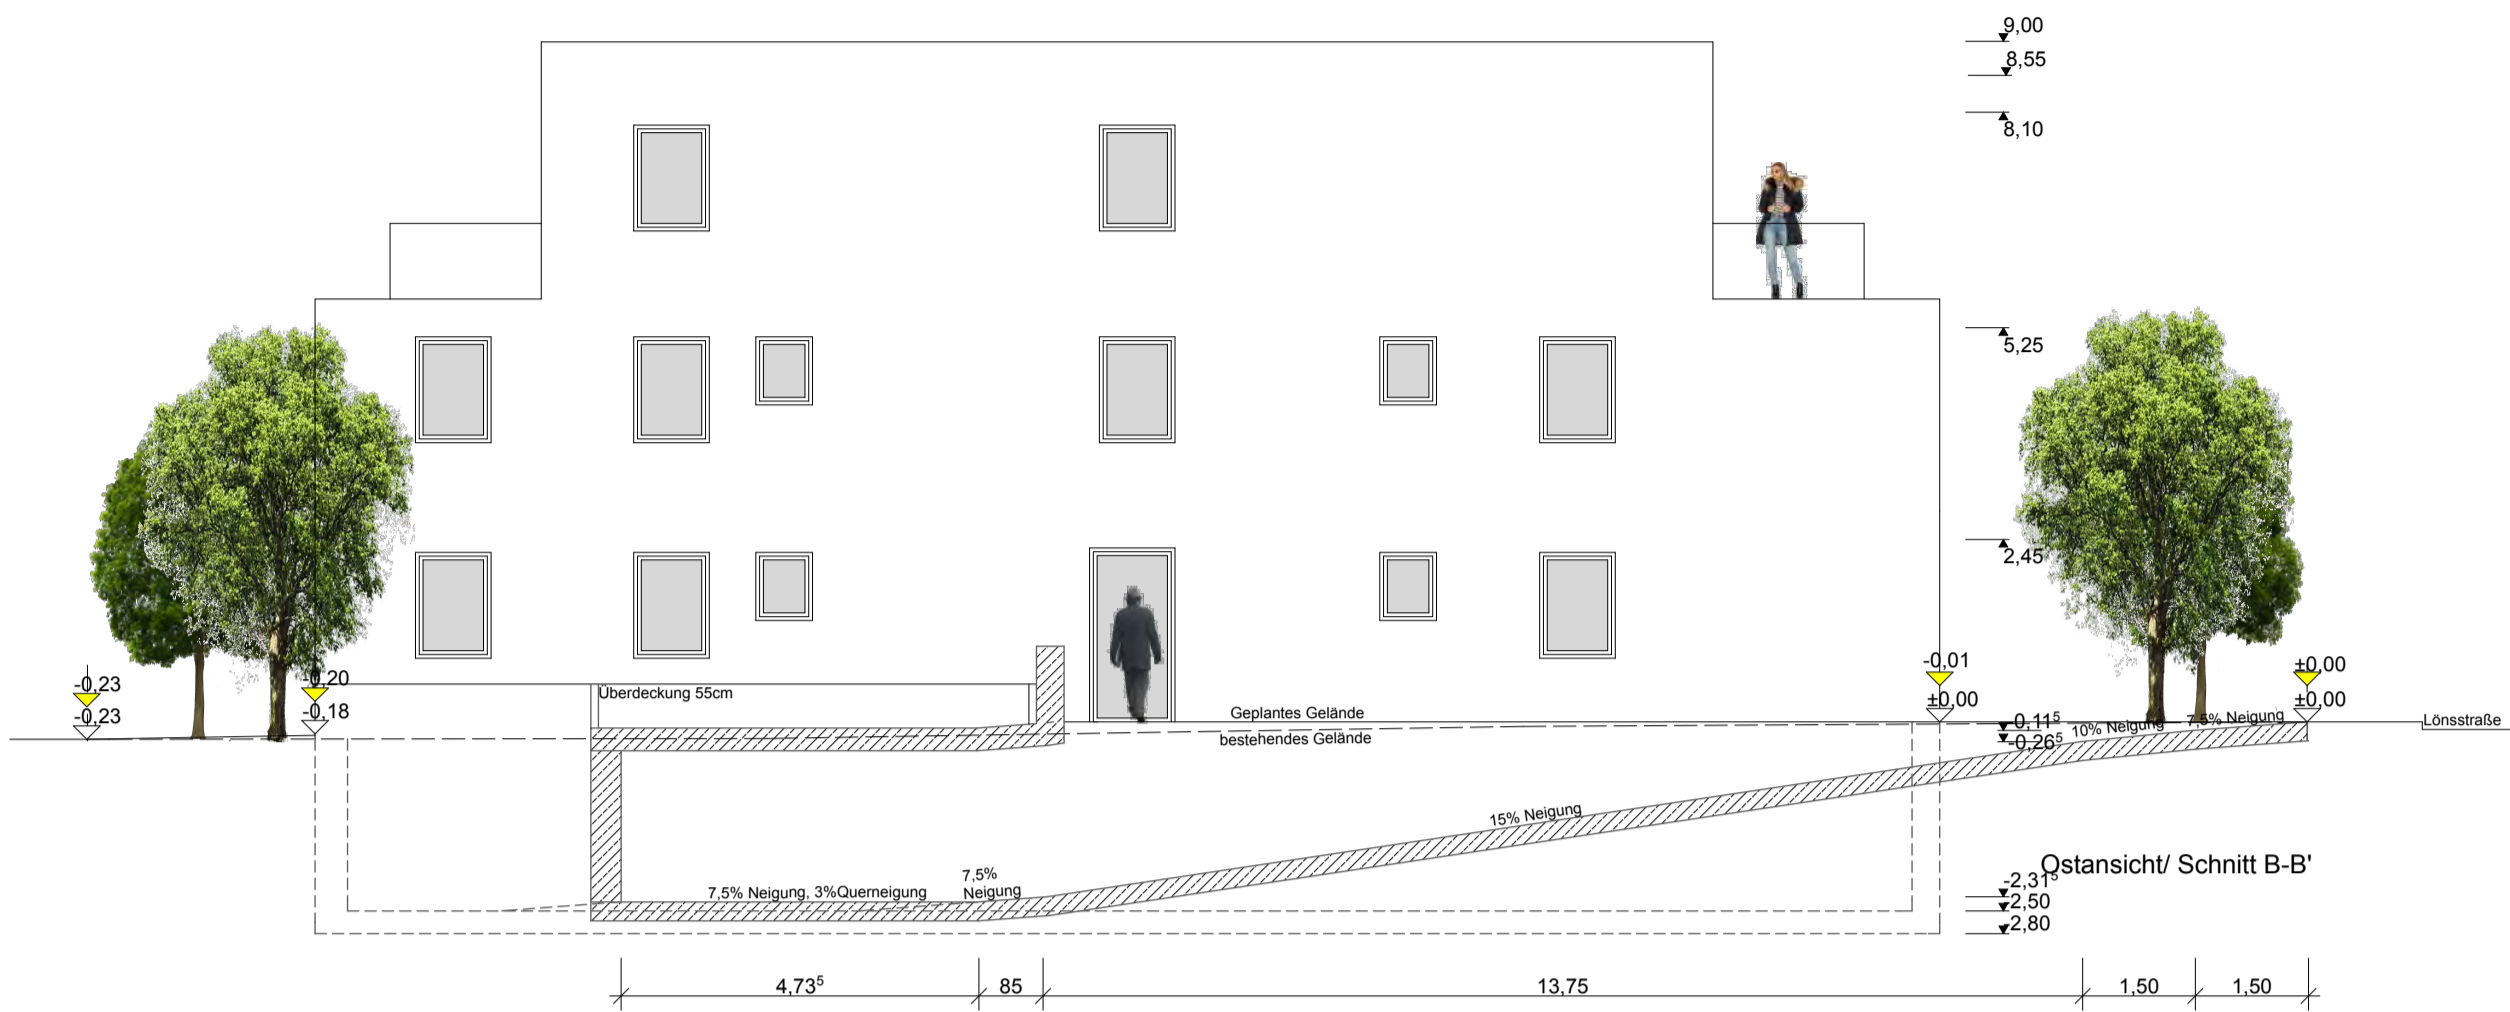 9,00
8,55
8,10
5,25
2,45
-0,01
±0,00
±0,00
±0,00
-0,23
-0,23
-0,20
-0,18
Überdeckung 55cm
Geplantes Gelände
bestehendes Gelände
-0,11⁵
-0,26⁵
10% Neigung
7,5% Neigung
Lönsstraße
15% Neigung
7,5% Neigung, 3%Querneigung
7,5%
Neigung
Ostansicht/ Schnitt B-B'
-2,31⁵
-2,50
-2,80
4,73⁵
85
13,75
1,50
1,50